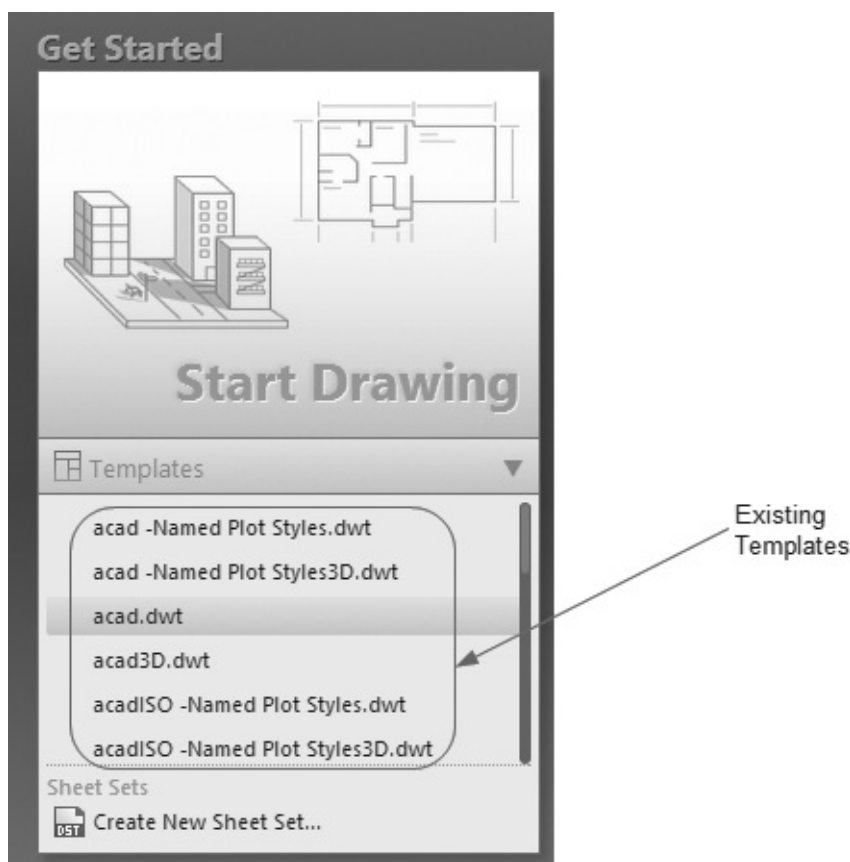 Get Started
Start Drawing
Templates
acad -Named Plot Styles.dwt
acad -Named Plot Styles3D.dwt
acad.dwt
acad3D.dwt
acadISO -Named Plot Styles.dwt
acadISO -Named Plot Styles3D.dwt
Existing
Templates
Sheet Sets
DST
Create New Sheet Set...